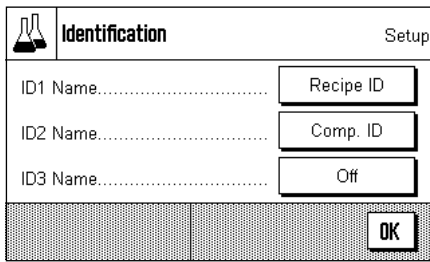 Identification Setup
ID1 Name............................... Recipe ID
ID2 Name............................... Comp. ID
ID3 Name............................... Off
OK